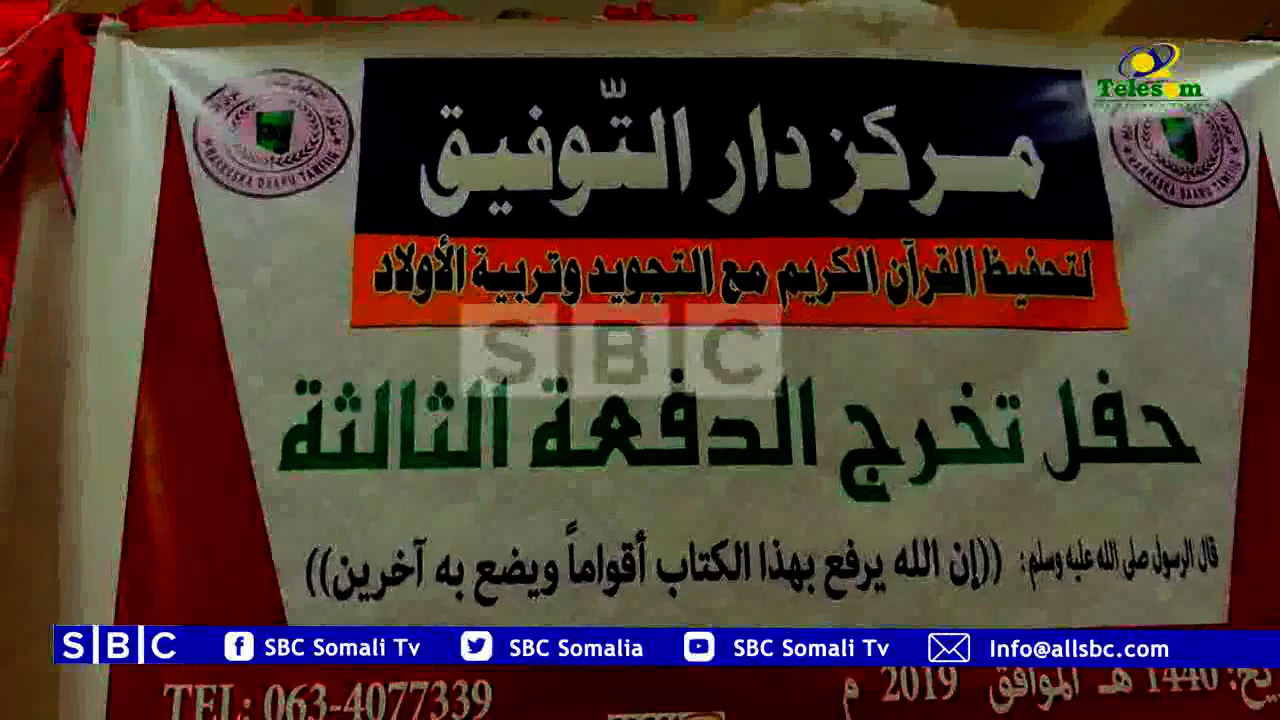 Telesom
مركز دار التّوفيق
لتحفيظ القرآن الكريم مع التجويد وتربية الأولاد
SBC
حفل تخرج الدفعة الثالثة
قال الرسول صلى الله عليه وسلم: ((إن الله يرفع بهذا الكتاب أقواماً ويضع به آخرين))
SBC SBC Somali Tv SBC Somalia SBC Somali Tv Info@allsbc.com
1440 هـ الموافق 2019 م
TEL: 063-4077339